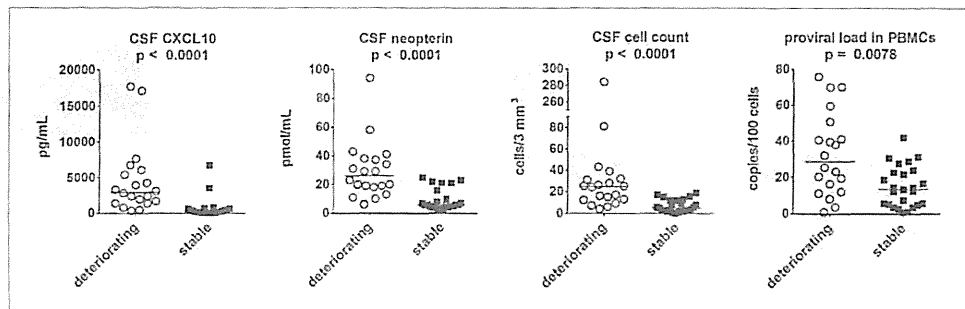 CSF CXCL10
p < 0.0001
20000
15000
10000
5000
0
pg/mL
deteriorating
stable
CSF neopterin
p < 0.0001
100
80
60
40
20
0
pmol/mL
deteriorating
stable
CSF cell count
p < 0.0001
300
280
260
80
60
40
20
0
cells/3 mm³
deteriorating
stable
proviral load in PBMCs
p = 0.0078
80
60
40
20
0
copies/100 cells
deteriorating
stable